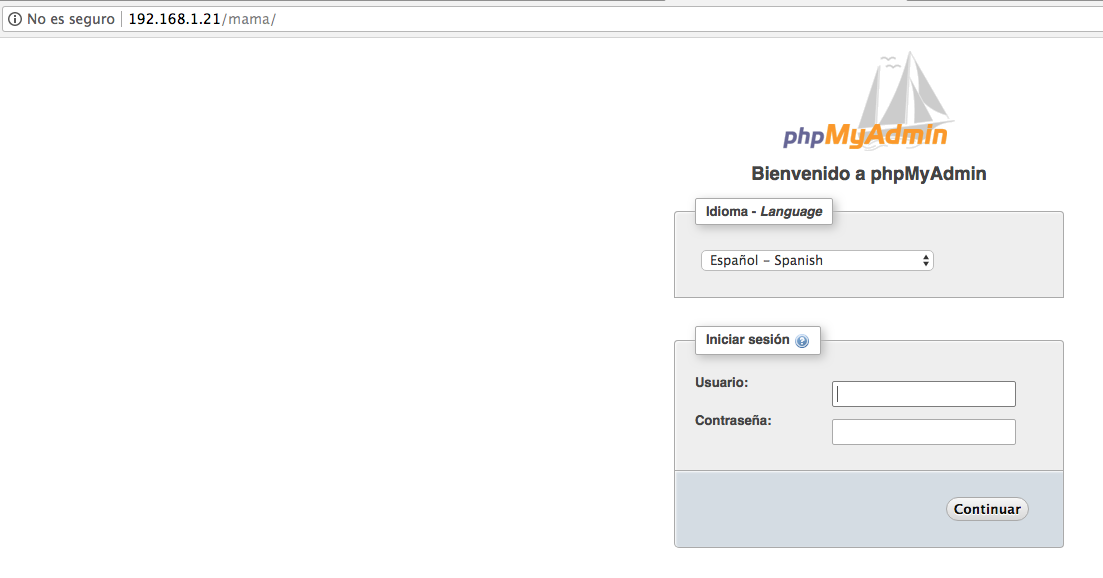 No es seguro 192.168.1.21/mama/
phpMyAdmin
Bienvenido a phpMyAdmin
Idioma - Language
Español - Spanish
Iniciar sesión
Usuario:
Contraseña:
Continuar